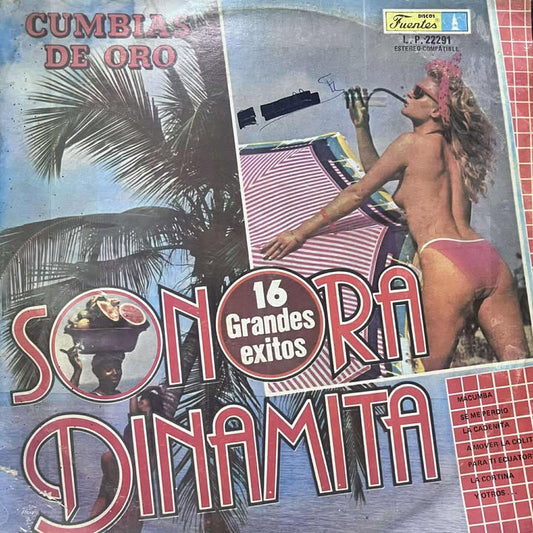 CUMBIAS
DE ORO
DISCOS
Fuentes
L.P. 22291
ESTEREO-COMPATIBLE
16
Grandes
exitos
SONORA
DINAMITA
MACUMBA
SE ME PERDIO
LA CADENITA
A MOVER LA COLIT
PARA TI ECUATOR
LA CORTINA
Y OTROS...